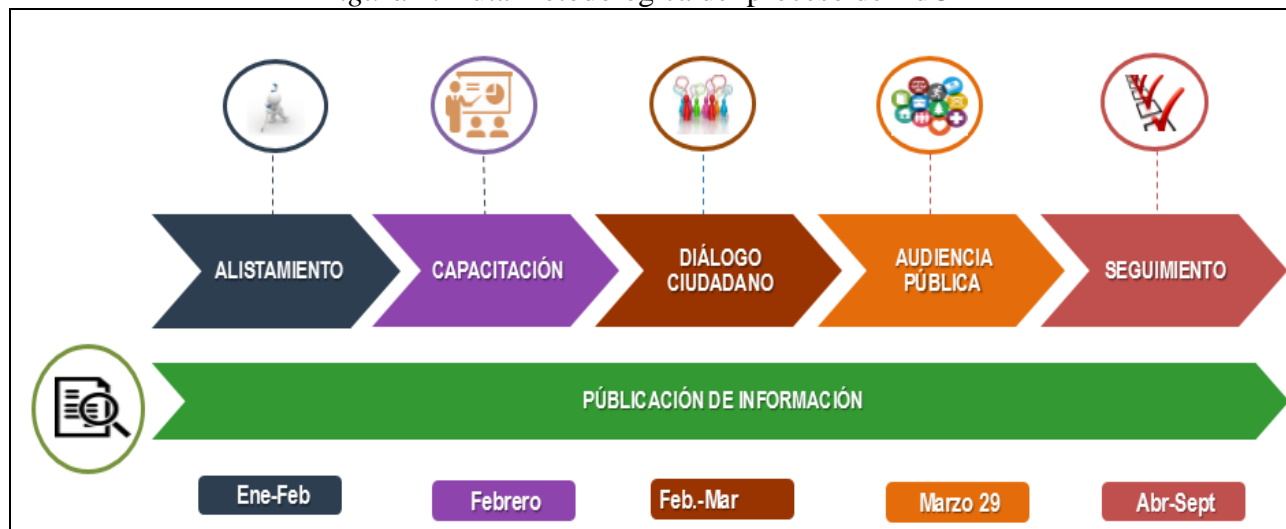 ALISTAMIENTO
CAPACITACIÓN
DIÁLOGO
CIUDADANO
AUDIENCIA
PÚBLICA
SEGUIMIENTO
PÚBLICACIÓN DE INFORMACIÓN
Ene-Feb
Febrero
Feb.-Mar
Marzo 29
Abr-Sept